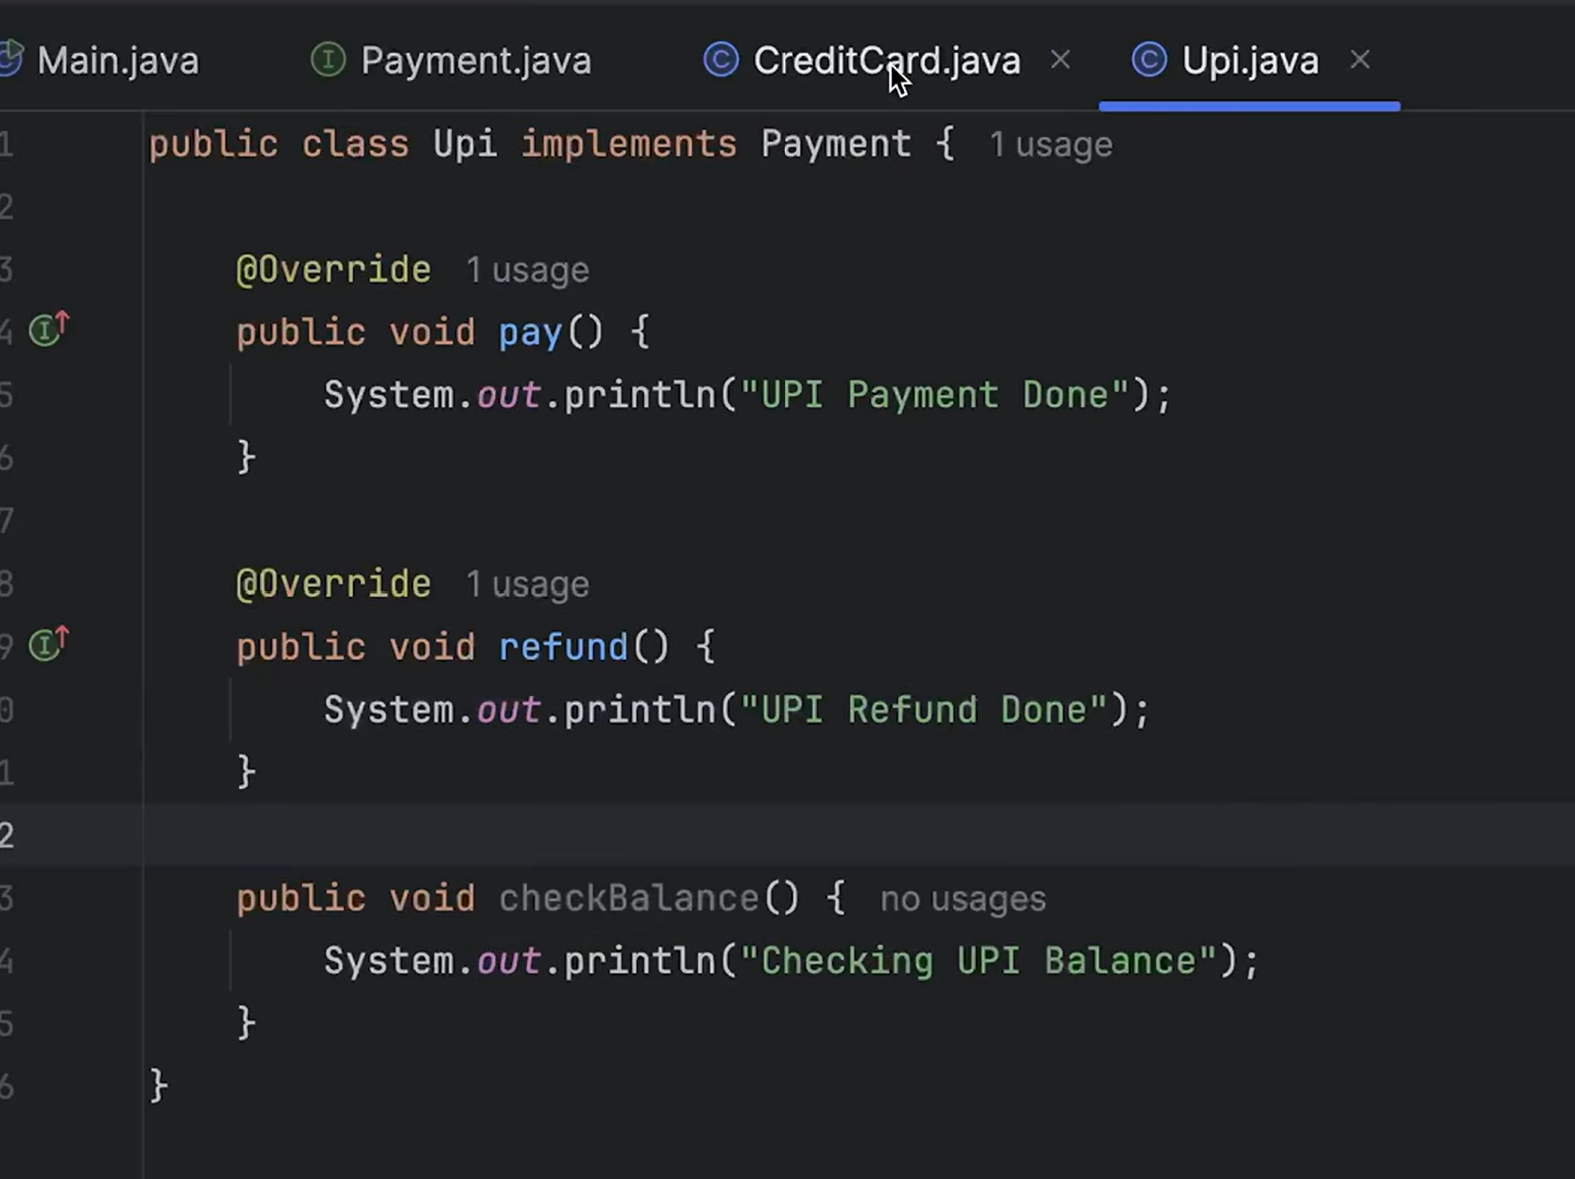 Main.java Payment.java CreditCard.java Upi.java
1 public class Upi implements Payment { 1 usage
2
3 @Override 1 usage
4 public void pay() {
5 System.out.println("UPI Payment Done");
6 }
7
8 @Override 1 usage
9 public void refund() {
0 System.out.println("UPI Refund Done");
1 }
2
3 public void checkBalance() { no usages
4 System.out.println("Checking UPI Balance");
5 }
6 }